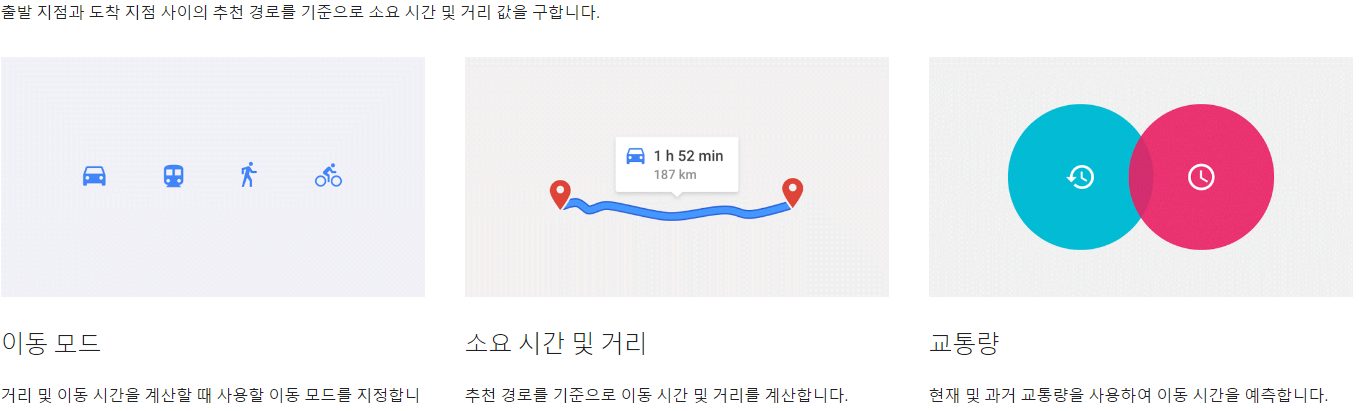 출발 지점과 도착 지점 사이의 추천 경로를 기준으로 소요 시간 및 거리 값을 구합니다.
1 h 52 min
187 km
이동 모드
거리 및 이동 시간을 계산할 때 사용할 이동 모드를 지정합니
소요 시간 및 거리
추천 경로를 기준으로 이동 시간 및 거리를 계산합니다.
교통량
현재 및 과거 교통량을 사용하여 이동 시간을 예측합니다.